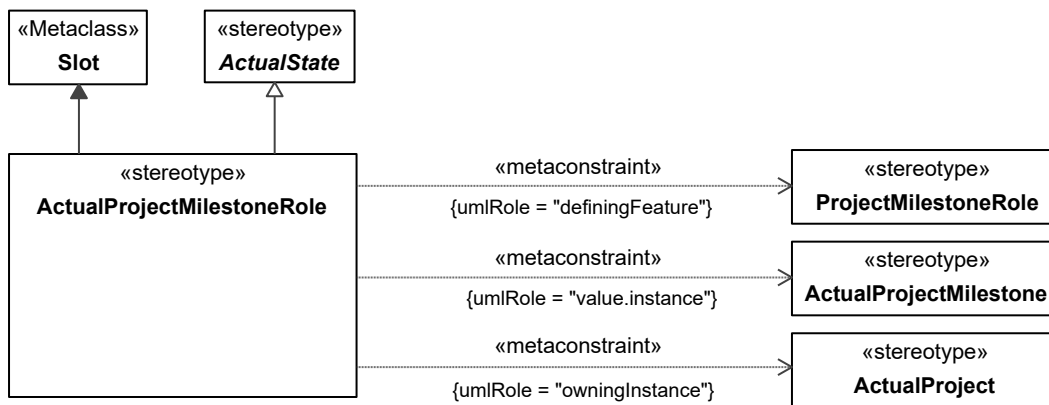 «Metaclass»
Slot
«stereotype»
ActualState
«stereotype»
ActualProjectMilestoneRole
«metaconstraint»
{umlRole = "definingFeature"}
«stereotype»
ProjectMilestoneRole
«metaconstraint»
{umlRole = "value.instance"}
«stereotype»
ActualProjectMilestone
«metaconstraint»
{umlRole = "owningInstance"}
«stereotype»
ActualProject